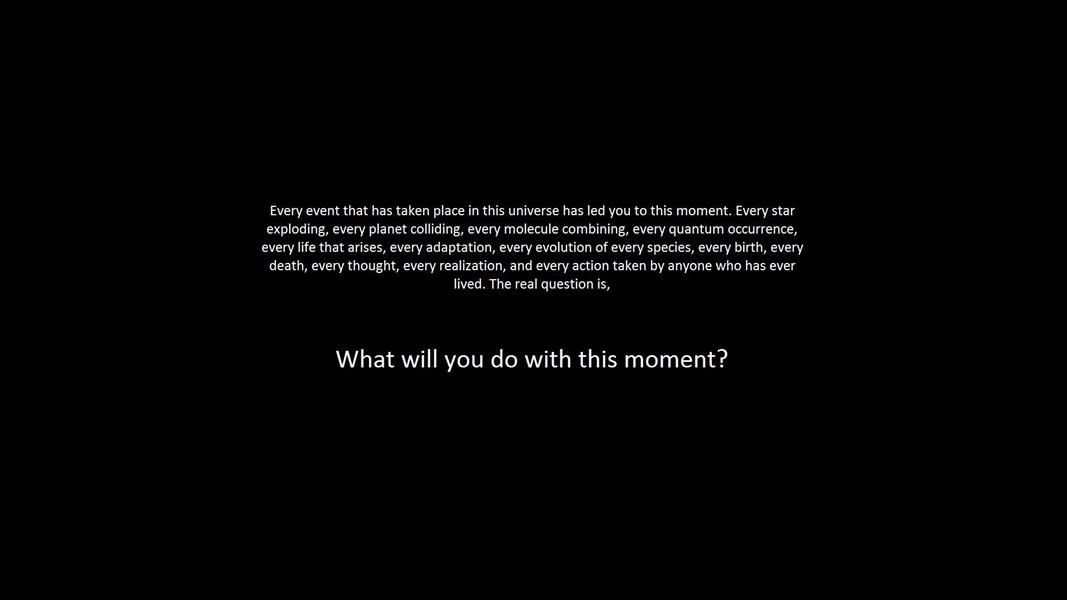 Every event that has taken place in this universe has led you to this moment. Every star
exploding, every planet colliding, every molecule combining, every quantum occurrence,
every life that arises, every adaptation, every evolution of every species, every birth, every
death, every thought, every realization, and every action taken by anyone who has ever
lived. The real question is,
What will you do with this moment?